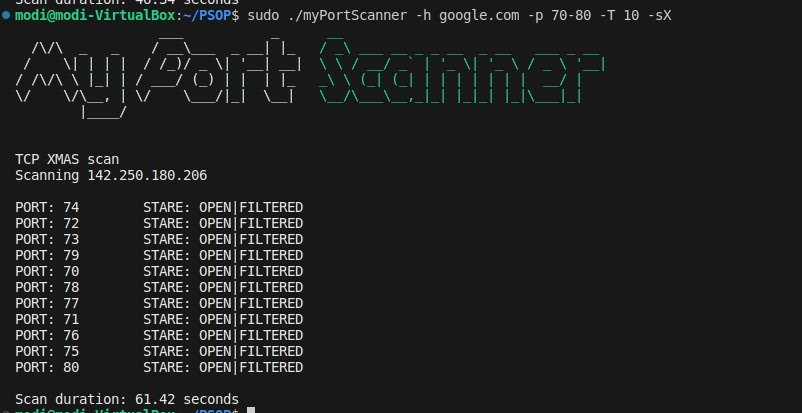 Scan duration: 40.34 seconds
modi@modi-VirtualBox:~/PSOP$ sudo ./myPortScanner -h google.com -p 70-80 -T 10 -sX
My Port Scanner
TCP XMAS scan
Scanning 142.250.180.206
PORT: 74 STARE: OPEN|FILTERED
PORT: 72 STARE: OPEN|FILTERED
PORT: 73 STARE: OPEN|FILTERED
PORT: 79 STARE: OPEN|FILTERED
PORT: 70 STARE: OPEN|FILTERED
PORT: 78 STARE: OPEN|FILTERED
PORT: 77 STARE: OPEN|FILTERED
PORT: 71 STARE: OPEN|FILTERED
PORT: 76 STARE: OPEN|FILTERED
PORT: 75 STARE: OPEN|FILTERED
PORT: 80 STARE: OPEN|FILTERED
Scan duration: 61.42 seconds
modi@modi-VirtualBox:~/PSOP$